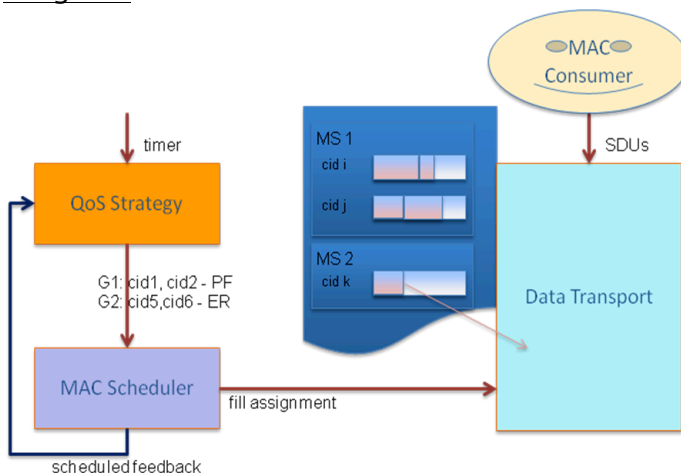 MAC
Consumer
timer
MS 1
cid i
SDUs
QoS Strategy
cid j
MS 2
cid k
G1: cid1, cid2 - PF
G2: cid5,cid6 - ER
Data Transport
MAC Scheduler
fill assignment
scheduled feedback